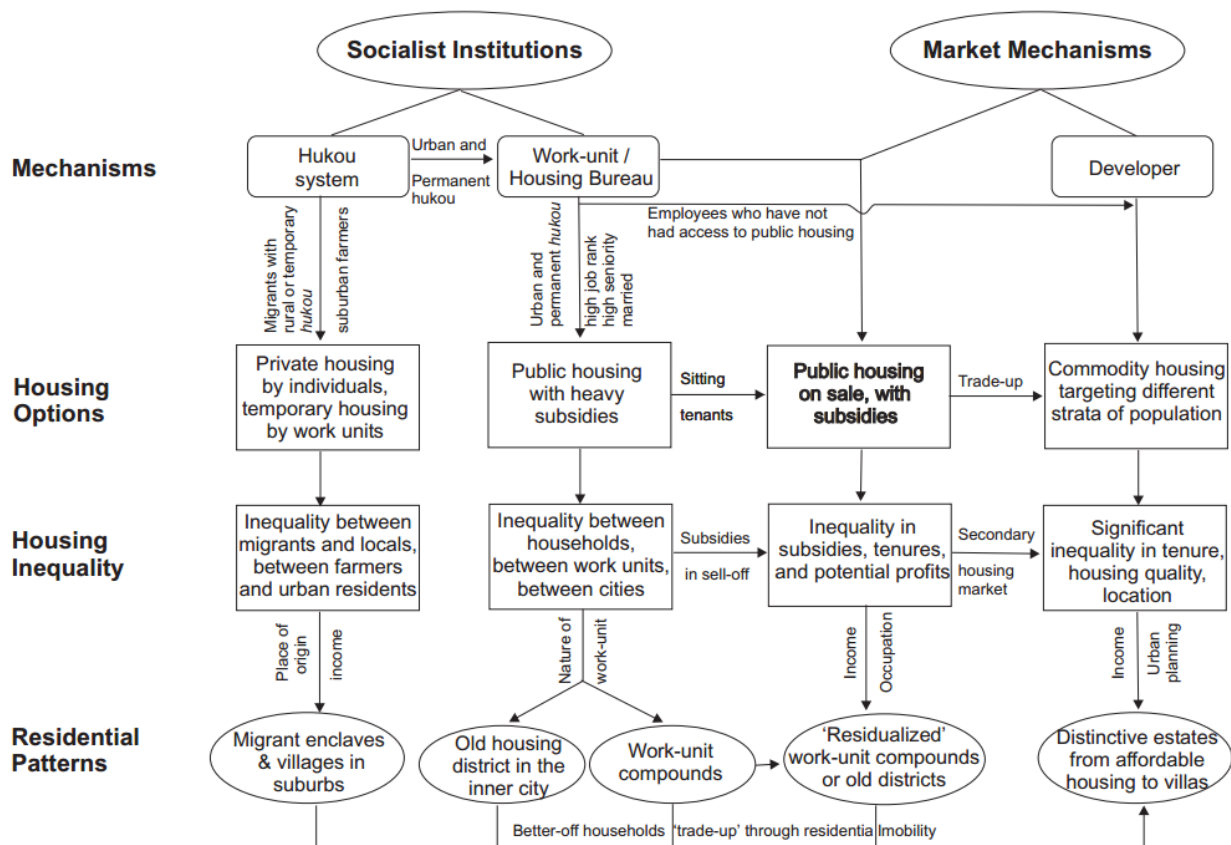 Socialist Institutions
Market Mechanisms
Mechanisms
Hukou
system
Urban and
Permanent
hukou
Work-unit /
Housing Bureau
Developer
Employees who have not
had access to public housing
Migrants with
rural or temporary
hukou
suburban farmers
Urban and
permanent hukou
high job rank
high seniority
married
Housing
Options
Private housing
by individuals,
temporary housing
by work units
Public housing
with heavy
subsidies
Sitting
tenants
Public housing
on sale, with
subsidies
Trade-up
Commodity housing
targeting different
strata of population
Housing
Inequality
Inequality between
migrants and locals,
between farmers
and urban residents
Inequality between
households,
between work units,
between cities
Subsidies
in sell-off
Inequality in
subsidies, tenures,
and potential profits
Secondary
housing
market
Significant
inequality in tenure,
housing quality,
location
Place of
origin
income
Nature of
work-unit
Income
Occupation
Income
Urban
planning
Residential
Patterns
Migrant enclaves
& villages in
suburbs
Old housing
district in the
inner city
Work-unit
compounds
‘Residualized’
work-unit compounds
or old districts
Distinctive estates
from affordable
housing to villas
Better-off households ‘trade-up’ through residentia lmobility